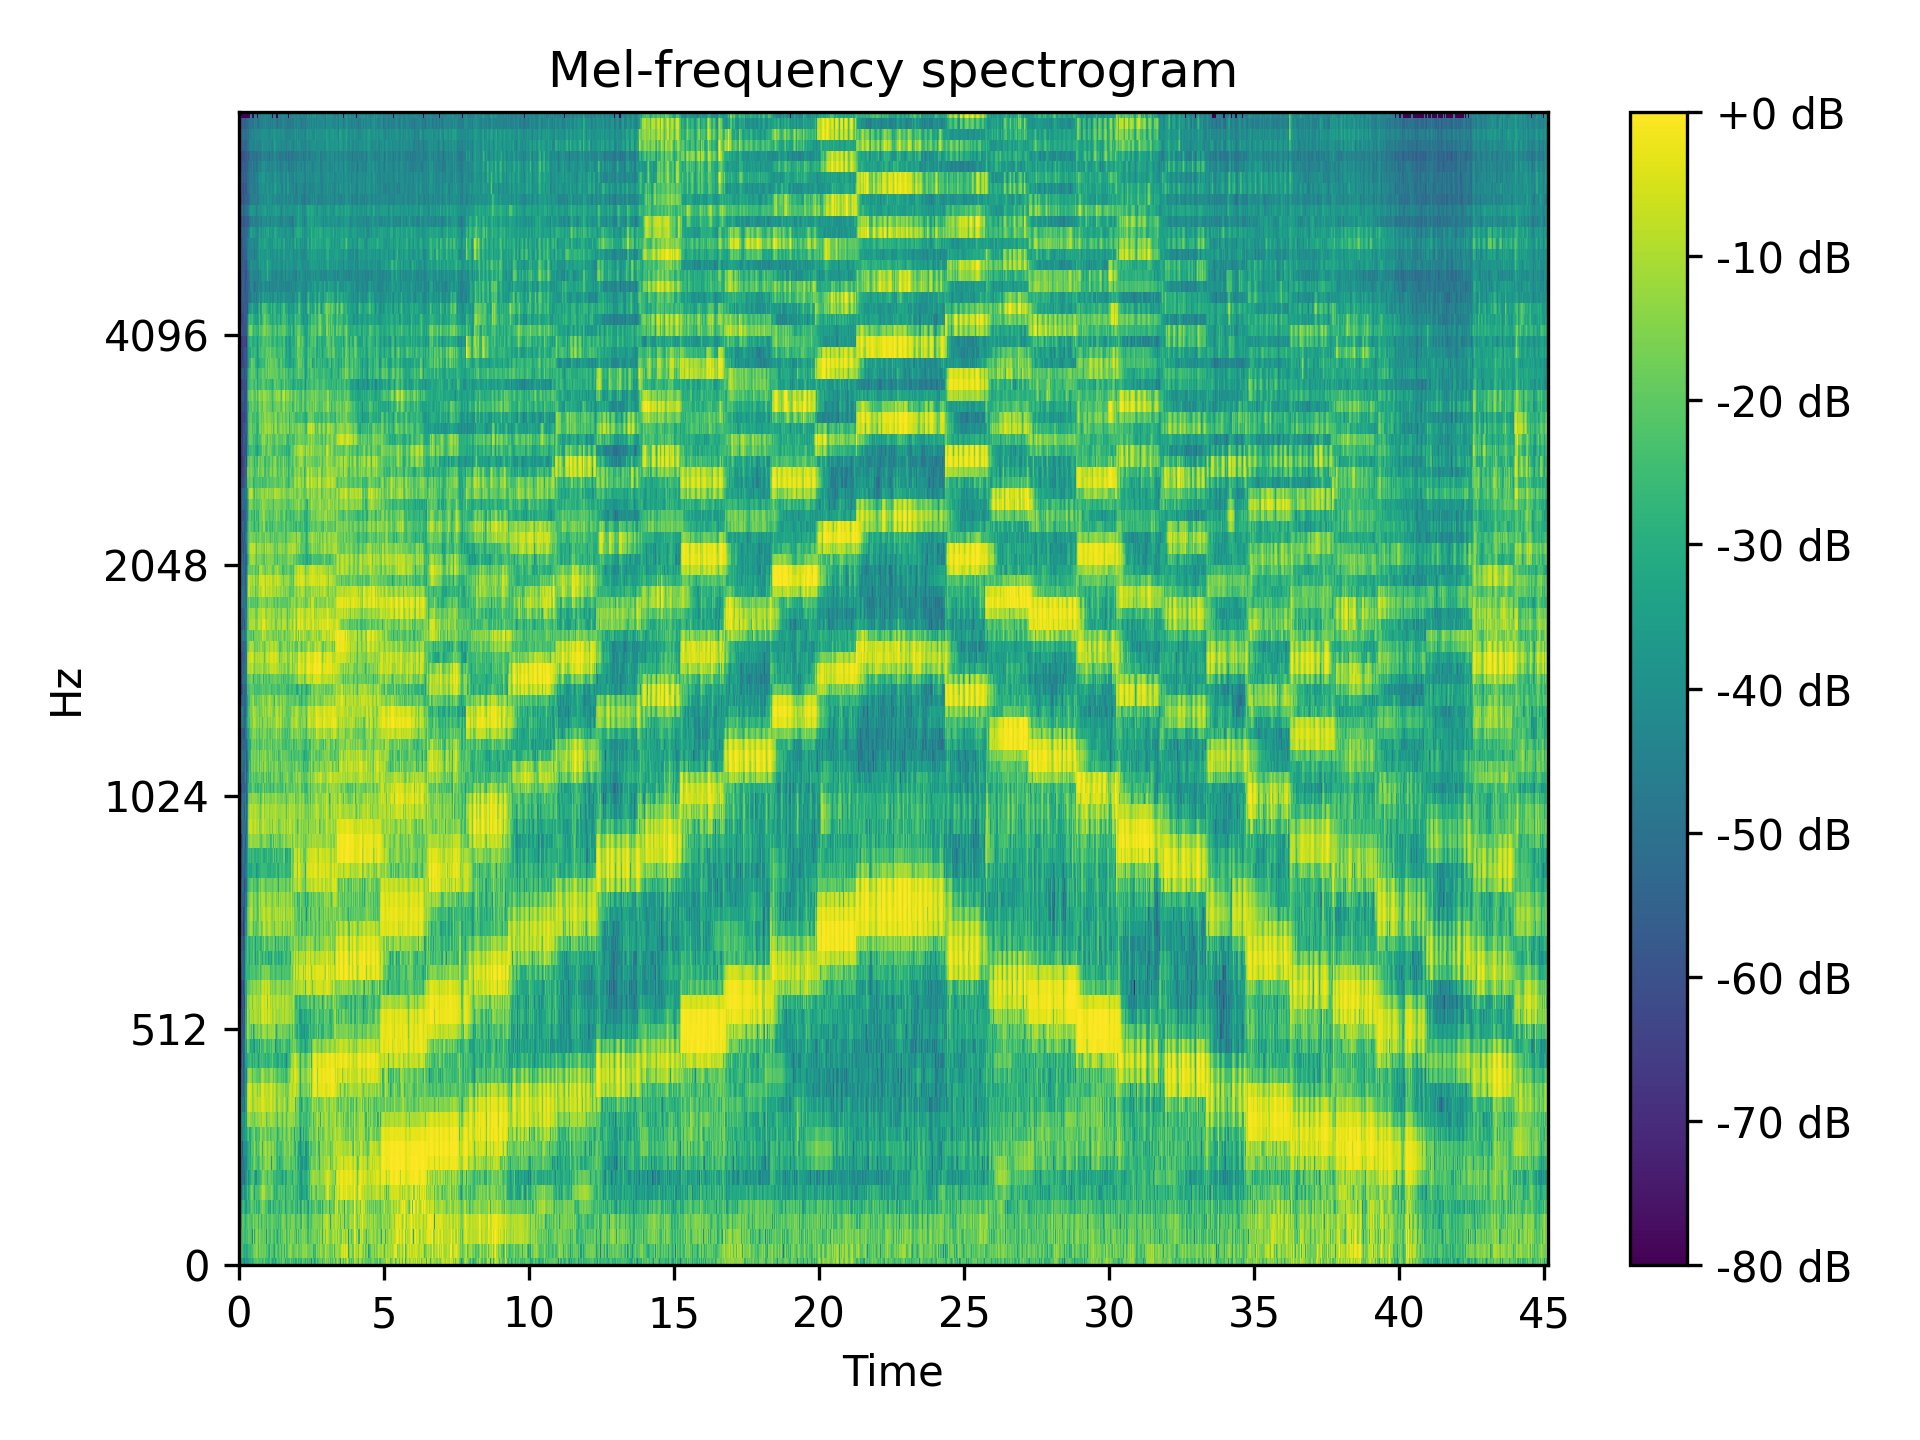 Mel-frequency spectrogram
+0 dB
-10 dB
-20 dB
-30 dB
-40 dB
-50 dB
-60 dB
-70 dB
-80 dB
Hz
4096
2048
1024
512
0
0 5 10 15 20 25 30 35 40 45
Time